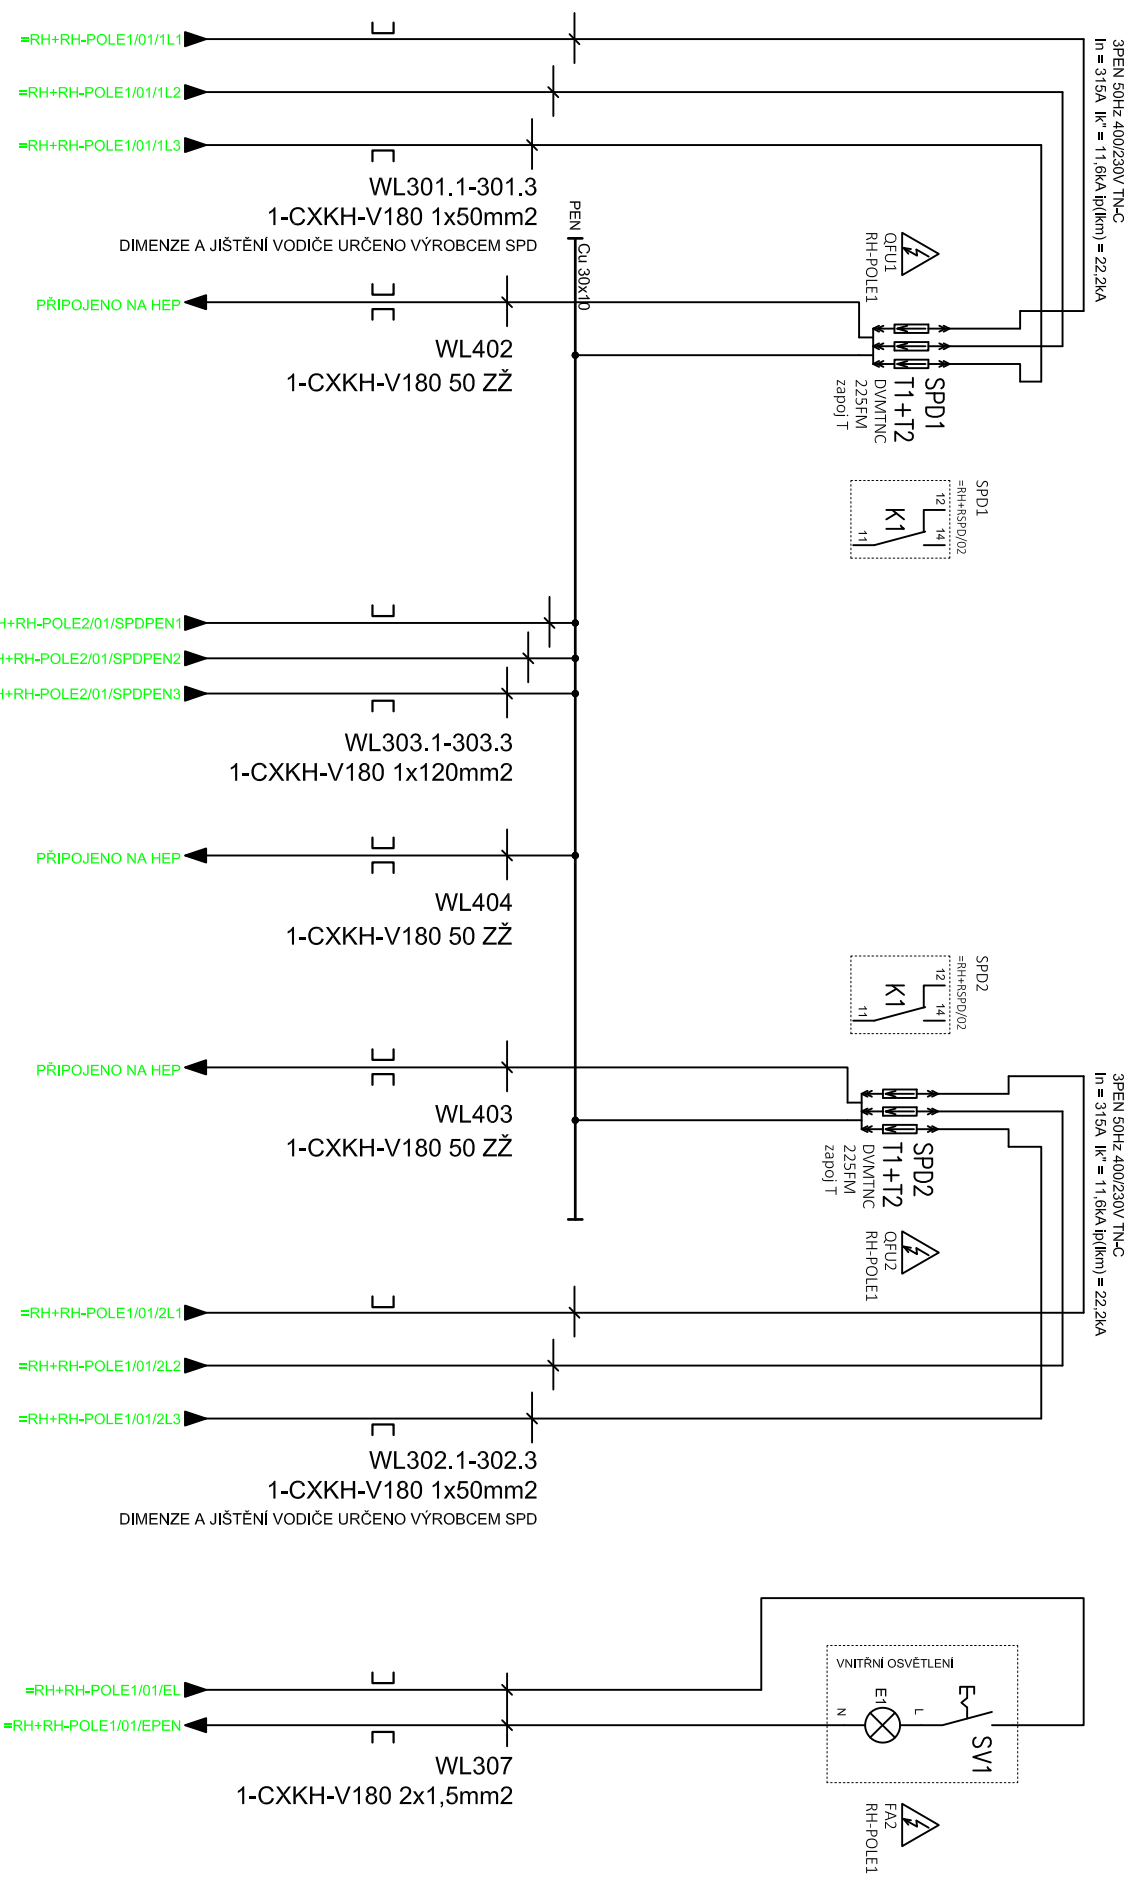 =RH+RH-POLE1/01/1L1
=RH+RH-POLE1/01/1L2
=RH+RH-POLE1/01/1L3
WL301.1-301.3
1-CXKH-V180 1x50mm2
DIMENZE A JIŠTĚNÍ VODIČE URČENO VÝROBCEM SPD
3PEN 50Hz 400/230V TN-C
In = 315A Ik" = 11,6kA ip(Ikm) = 22,2kA
PEN
Cu 30x10
QFU1
RH-POLE1
PŘIPOJENO NA HEP
WL402
1-CXKH-V180 50 ZŽ
SPD1
T1+T2
DVMTNC
225FM
zapoj T
SPD1
=RH+RSPD/02
12
14
K1
11
H+RH-POLE2/01/SPDPEN1
H+RH-POLE2/01/SPDPEN2
H+RH-POLE2/01/SPDPEN3
WL303.1-303.3
1-CXKH-V180 1x120mm2
PŘIPOJENO NA HEP
WL404
1-CXKH-V180 50 ZŽ
SPD2
=RH+RSPD/02
12
14
K1
11
PŘIPOJENO NA HEP
WL403
1-CXKH-V180 50 ZŽ
3PEN 50Hz 400/230V TN-C
In = 315A Ik" = 11,6kA ip(Ikm) = 22,2kA
SPD2
T1+T2
DVMTNC
225FM
zapoj T
QFU2
RH-POLE1
=RH+RH-POLE1/01/2L1
=RH+RH-POLE1/01/2L2
=RH+RH-POLE1/01/2L3
WL302.1-302.3
1-CXKH-V180 1x50mm2
DIMENZE A JIŠTĚNÍ VODIČE URČENO VÝROBCEM SPD
VNITŘNÍ OSVĚTLENÍ
E1
N
L
SV1
=RH+RH-POLE1/01/EL
=RH+RH-POLE1/01/EPEN
WL307
1-CXKH-V180 2x1,5mm2
FA2
RH-POLE1